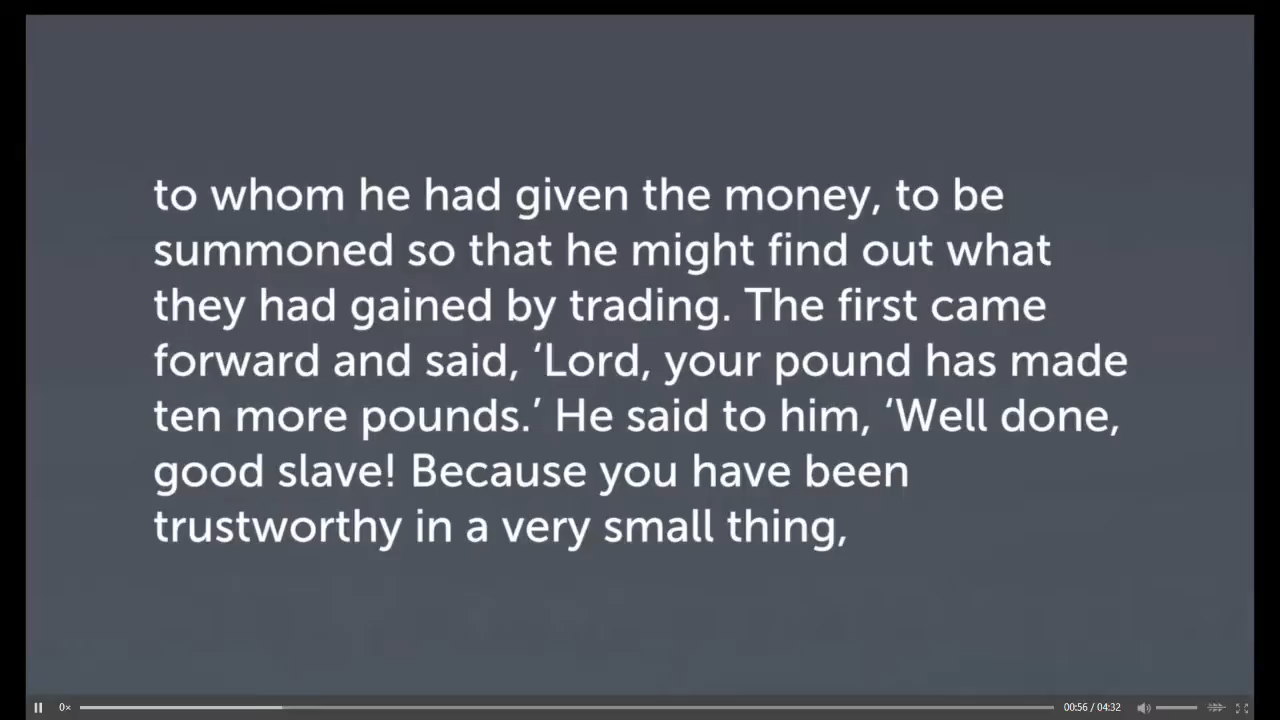 to whom he had given the money, to be
summoned so that he might find out what
they had gained by trading. The first came
forward and said, ‘Lord, your pound has made
ten more pounds.’ He said to him, ‘Well done,
good slave! Because you have been
trustworthy in a very small thing,
0×
00:56 / 04:32